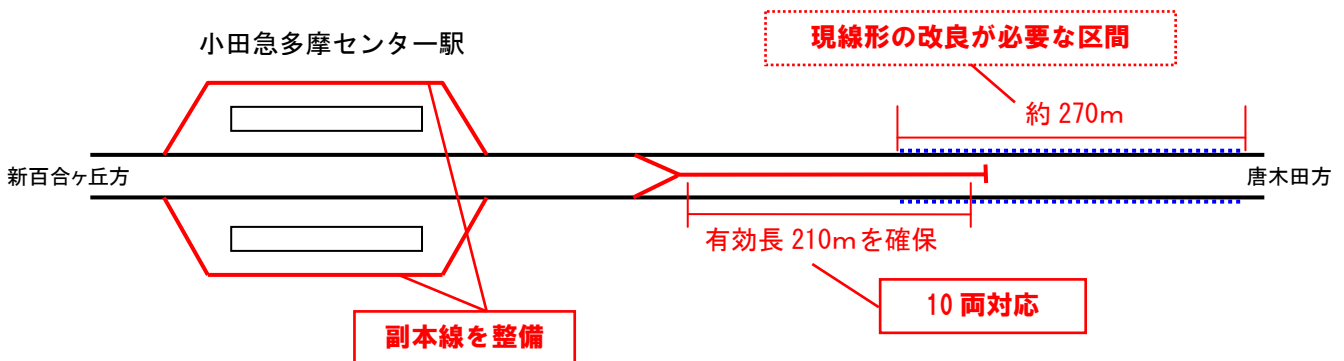 現線形の改良が必要な区間
小田急多摩センター駅
約 270m
新百合ヶ丘方
唐木田方
有効長 210mを確保
10 両対応
副本線を整備